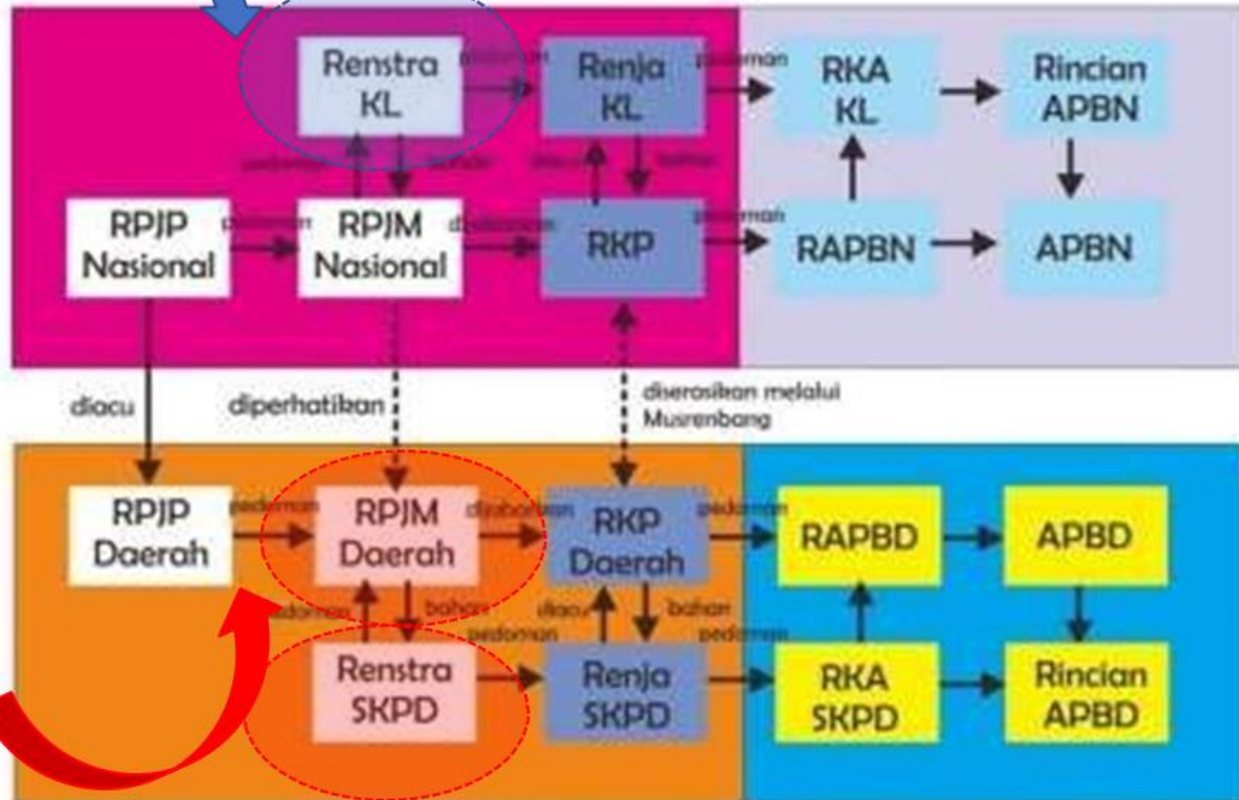 Renstra
KL
pedoman
Renja
KL
pedoman
RKA
KL
Rincian
APBN
bahan
diacu
bahan
RPJP
Nasional
pedoman
RPJM
Nasional
RKP
pedoman
RAPBN
APBN
diacu
diperhatikan
diserasikan melalui
Musrenbang
RPJP
Daerah
pedoman
RPJM
Daerah
dijabarkan
RKP
Daerah
pedoman
RAPBD
APBD
pedoman
bahan
diacu
bahan
Renstra
SKPD
pedoman
Renja
SKPD
pedoman
RKA
SKPD
Rincian
APBD